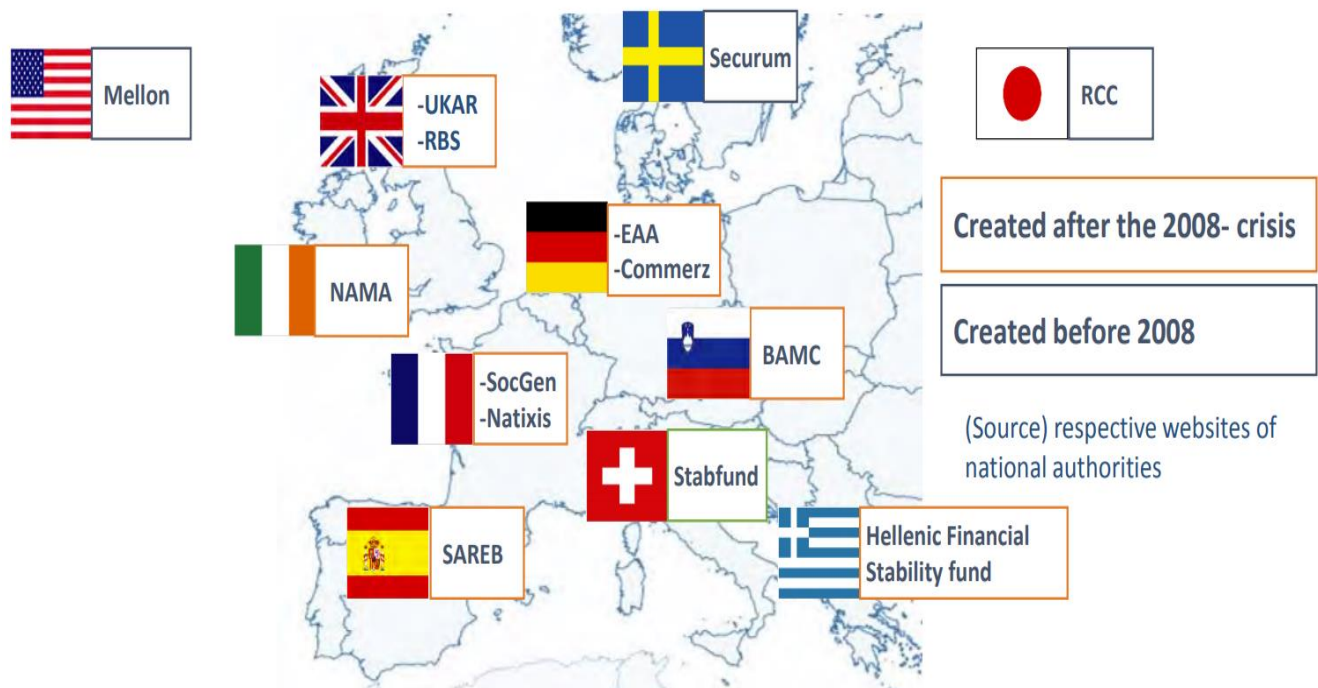 Mellon
-UKAR
-RBS
Securum
RCC
-EAA
-Commerz
Created after the 2008- crisis
NAMA
BAMC
Created before 2008
-SocGen
-Natixis
(Source) respective websites of
national authorities
Stabfund
SAREB
Hellenic Financial
Stability fund